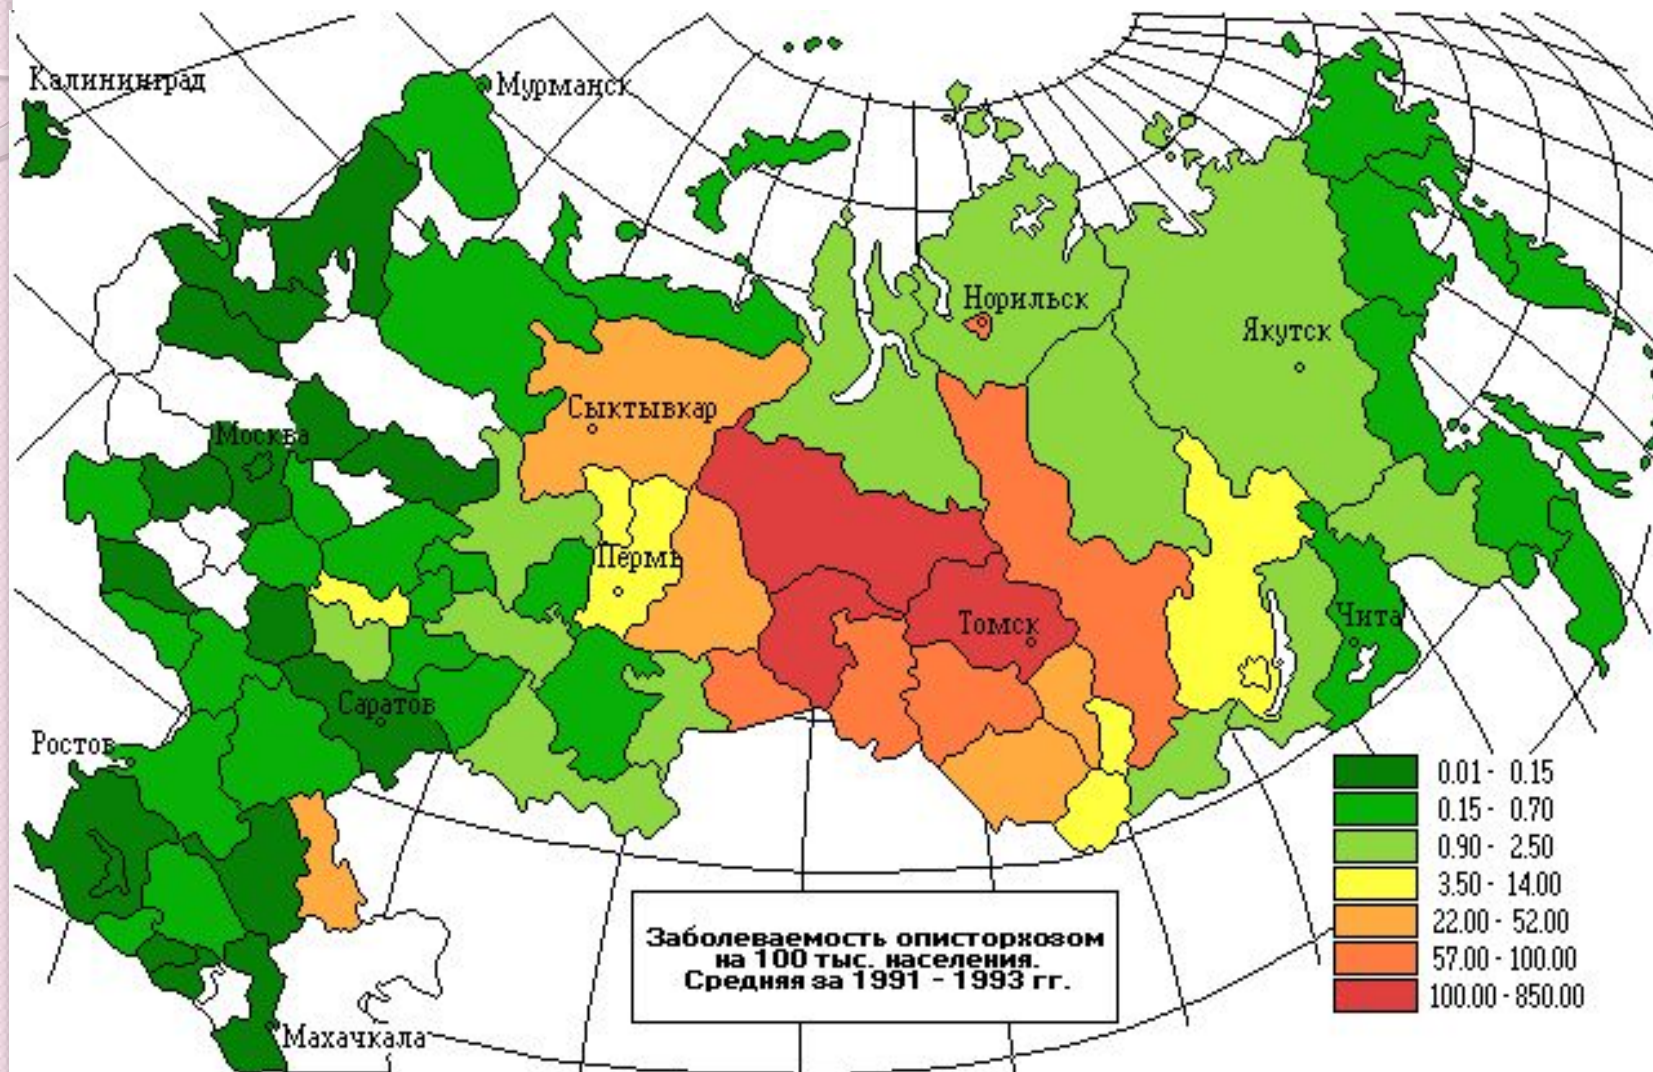 Калининград
Мурманск
Норильск
Якутск
Сыктывкар
Москва
Пермь
Томск
Чита
Саратов
Ростов
Махачкала
0.01 - 0.15
0.15 - 0.70
0.90 - 2.50
3.50 - 14.00
22.00 - 52.00
57.00 - 100.00
100.00 - 850.00
Заболеваемость описторхозом
на 100 тыс. населения.
Средняя за 1991 - 1993 гг.